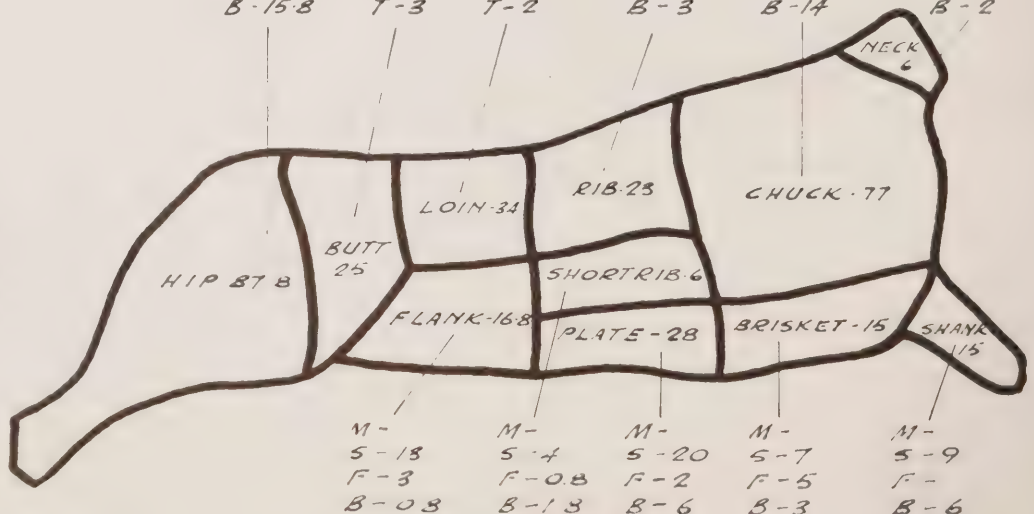 B-15.8 T-3 T-2 B-3 B-14 B-2
NECK
6
RIB-23
CHUCK-77
LOIN-34
BUTT
25
HIP 87.8
SHORTRIB-6
FLANK-16.8
PLATE-28
BRISKET-15
SHANK
15
M- M- M- M- M-
S-13 S-4 S-20 S-7 S-9
F-3 F-0.8 F-2 F-5 F-
B-0.8 B-1.3 B-6 B-3 B-6